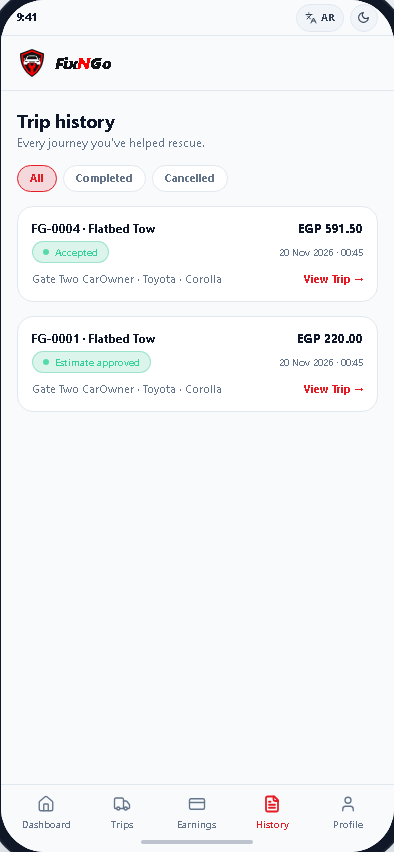 9:41
AR
FixNGo
Trip history
Every journey you've helped rescue.
All
Completed
Cancelled
FG-0004 · Flatbed Tow
EGP 591.50
Accepted
20 Nov 2026 · 00:45
Gate Two CarOwner · Toyota · Corolla
View Trip →
FG-0001 · Flatbed Tow
EGP 220.00
Estimate approved
20 Nov 2026 · 00:45
Gate Two CarOwner · Toyota · Corolla
View Trip →
Dashboard
Trips
Earnings
History
Profile